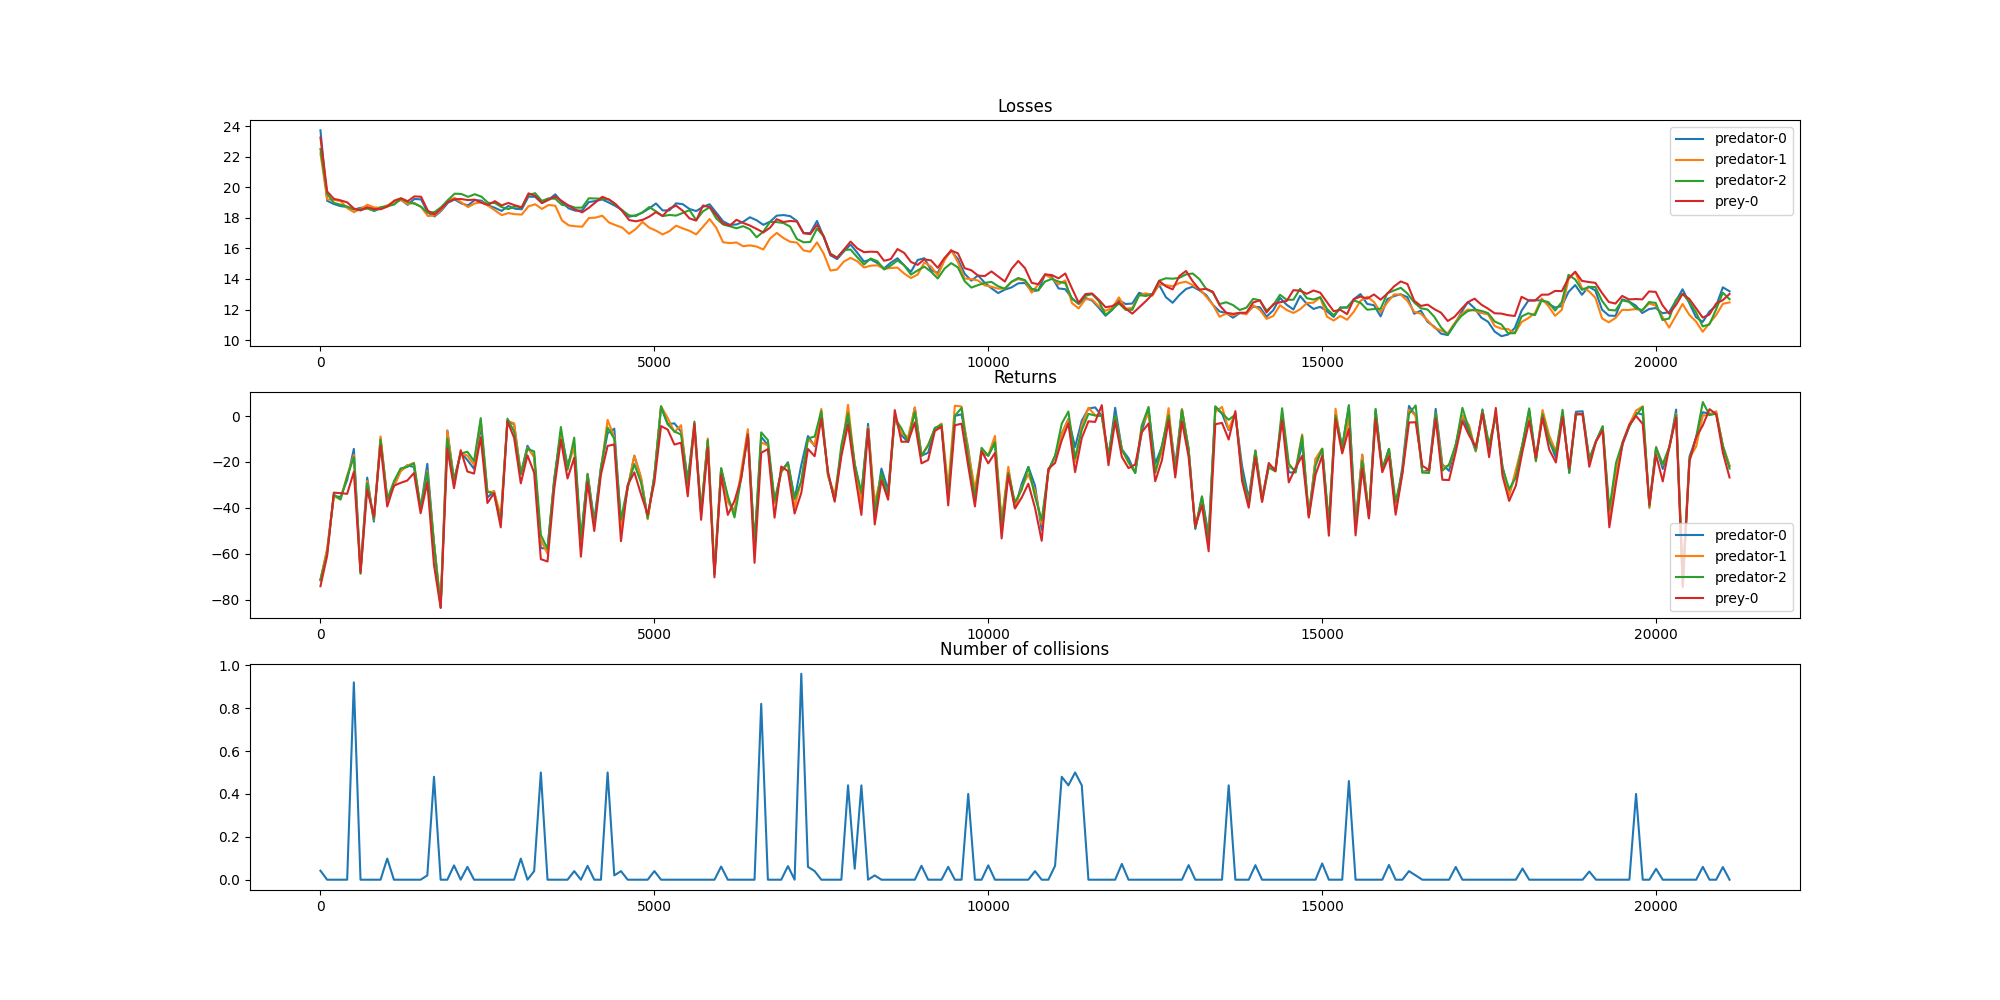 Losses
24
22
20
18
16
14
12
10
predator-0
predator-1
predator-2
prey-0
0 5000 10000 15000 20000
Returns
0
−20
−40
−60
−80
predator-0
predator-1
predator-2
prey-0
0 5000 10000 15000 20000
Number of collisions
1.0
0.8
0.6
0.4
0.2
0.0
0 5000 10000 15000 20000